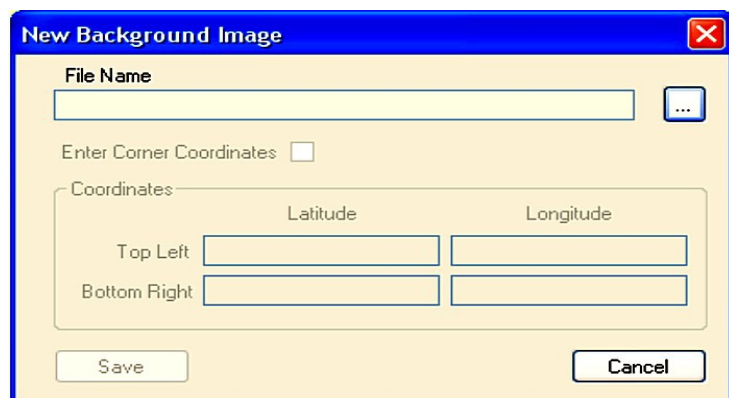 New Background Image
File Name
...
Enter Corner Coordinates
Coordinates
Latitude Longitude
Top Left
Bottom Right
Save Cancel